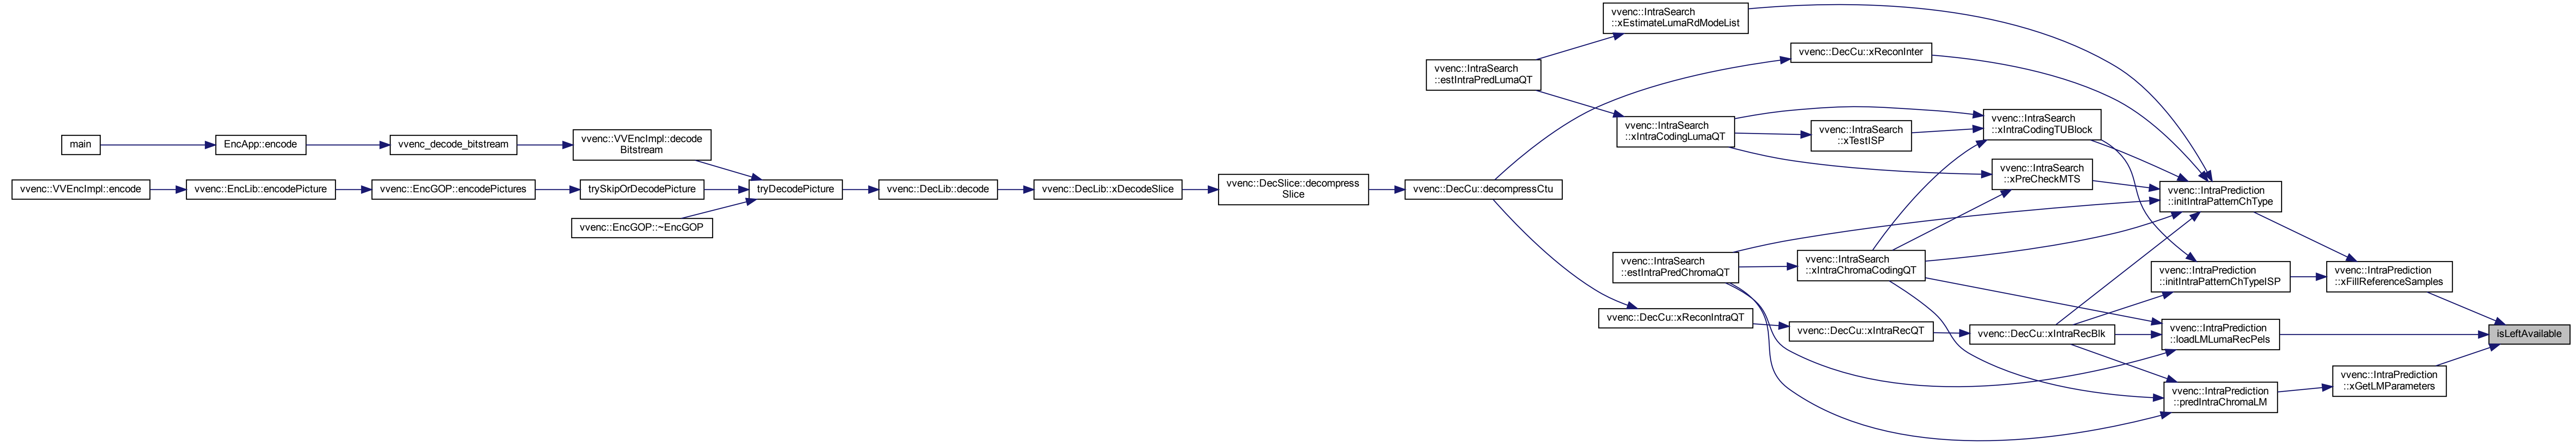 main
EncApp::encode
vvenc_decode_bitstream
vvenc::VVEncImpl::decode
Bitstream
vvenc::VVEncImpl::encode
vvenc::EncLib::encodePicture
vvenc::EncGOP::encodePictures
trySkipOrDecodePicture
vvenc::EncGOP::~EncGOP
tryDecodePicture
vvenc::DecLib::decode
vvenc::DecLib::xDecodeSlice
vvenc::DecSlice::decompress
Slice
vvenc::DecCu::decompressCtu
vvenc::IntraSearch
::estIntraPredLumaQT
vvenc::IntraSearch
::xEstimateLumaRdModeList
vvenc::DecCu::xReconInter
vvenc::IntraSearch
::xIntraCodingLumaQT
vvenc::IntraSearch
::xTestISP
vvenc::IntraSearch
::xIntraCodingTUBlock
vvenc::IntraSearch
::xPreCheckMTS
vvenc::IntraPrediction
::initIntraPatternChType
vvenc::IntraSearch
::estIntraPredChromaQT
vvenc::IntraSearch
::xIntraChromaCodingQT
vvenc::IntraPrediction
::initIntraPatternChTypeISP
vvenc::IntraPrediction
::xFillReferenceSamples
vvenc::DecCu::xReconIntraQT
vvenc::DecCu::xIntraRecQT
vvenc::DecCu::xIntraRecBlk
vvenc::IntraPrediction
::loadLMLumaRecPels
isLeftAvailable
vvenc::IntraPrediction
::predIntraChromaLM
vvenc::IntraPrediction
::xGetLMParameters